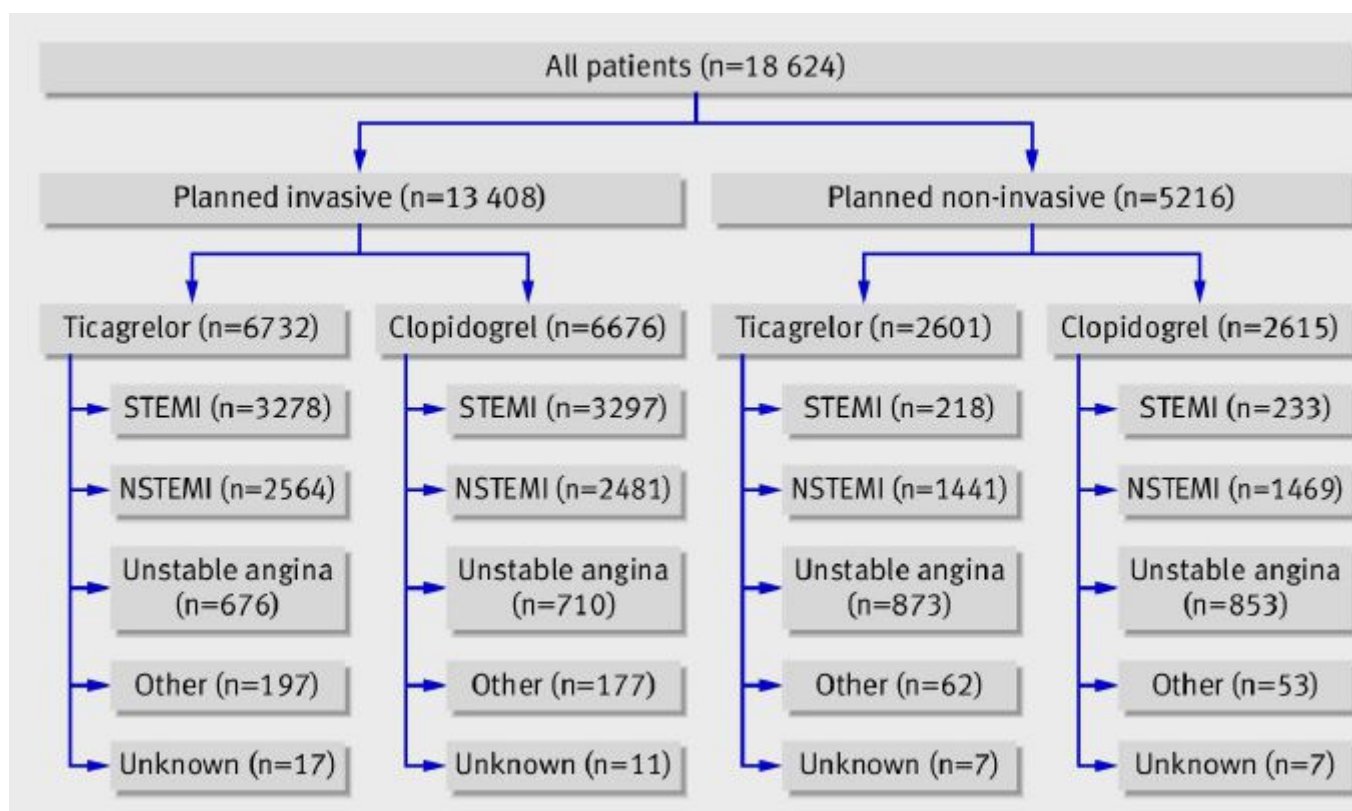 All patients (n=18 624)
Planned invasive (n=13 408)
Planned non-invasive (n=5216)
Ticagrelor (n=6732)
Clopidogrel (n=6676)
Ticagrelor (n=2601)
Clopidogrel (n=2615)
STEMI (n=3278)
STEMI (n=3297)
STEMI (n=218)
STEMI (n=233)
NSTEMI (n=2564)
NSTEMI (n=2481)
NSTEMI (n=1441)
NSTEMI (n=1469)
Unstable angina
(n=676)
Unstable angina
(n=710)
Unstable angina
(n=873)
Unstable angina
(n=853)
Other (n=197)
Other (n=177)
Other (n=62)
Other (n=53)
Unknown (n=17)
Unknown (n=11)
Unknown (n=7)
Unknown (n=7)